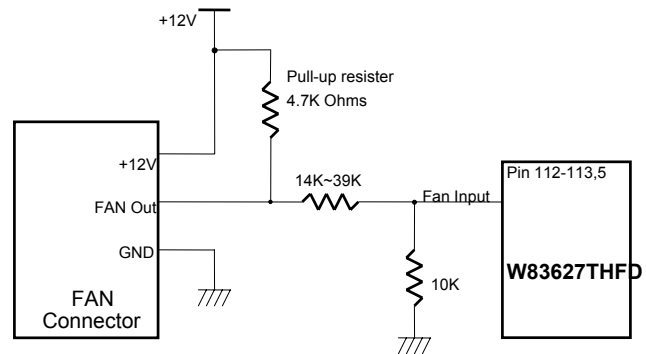 +12V
Pull-up resister
4.7K Ohms
+12V
14K~39K
Pin 112-113,5
FAN Out
Fan Input
GND
W83627THFD
10K
FAN
Connector